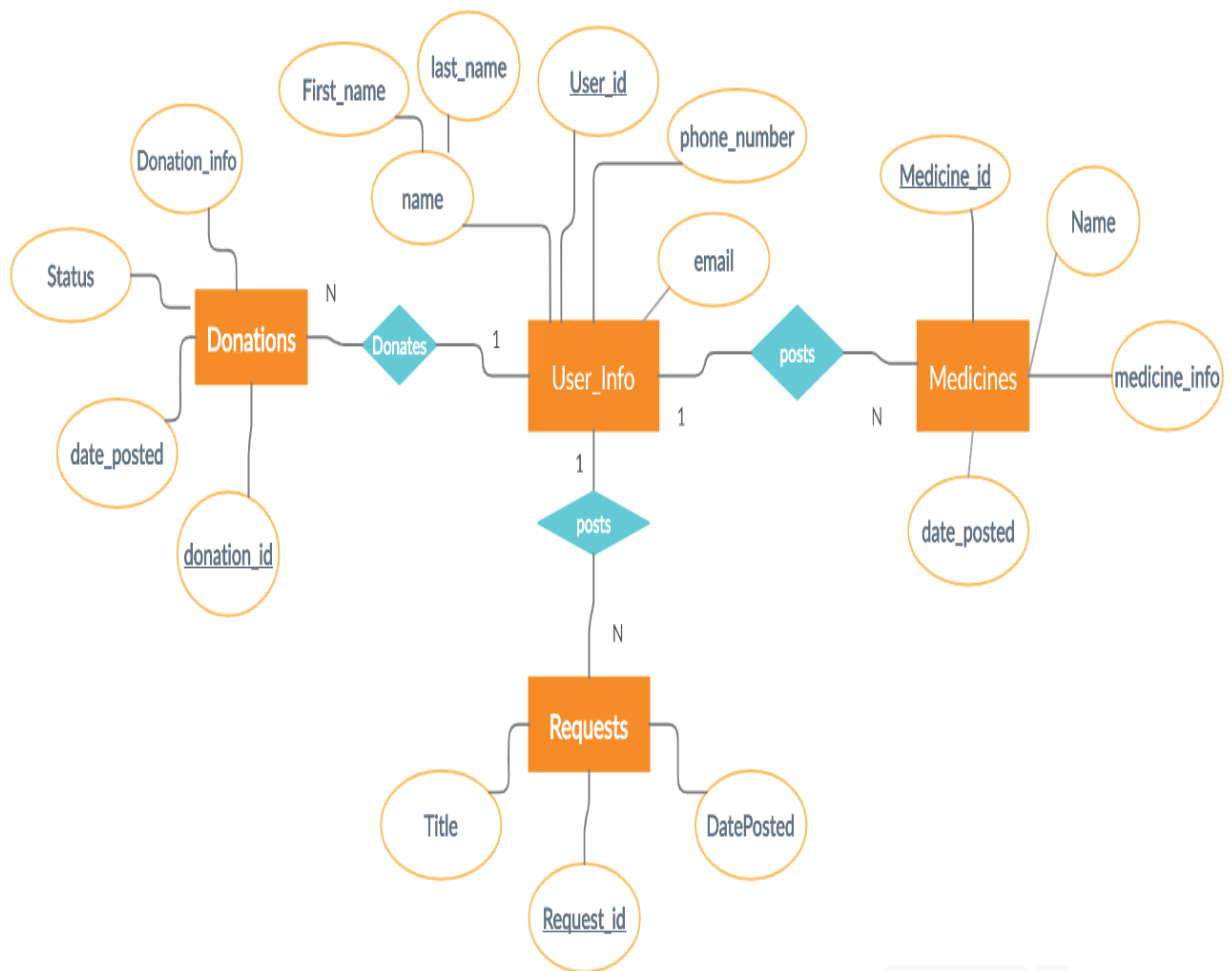 last_name
First_name
User_id
phone_number
Donation_info
Medicine_id
name
Name
email
Status
N
Donations
Donates
1
User_Info
posts
Medicines
medicine_info
1
N
date_posted
1
posts
date_posted
donation_id
N
Requests
Title
DatePosted
Request_id